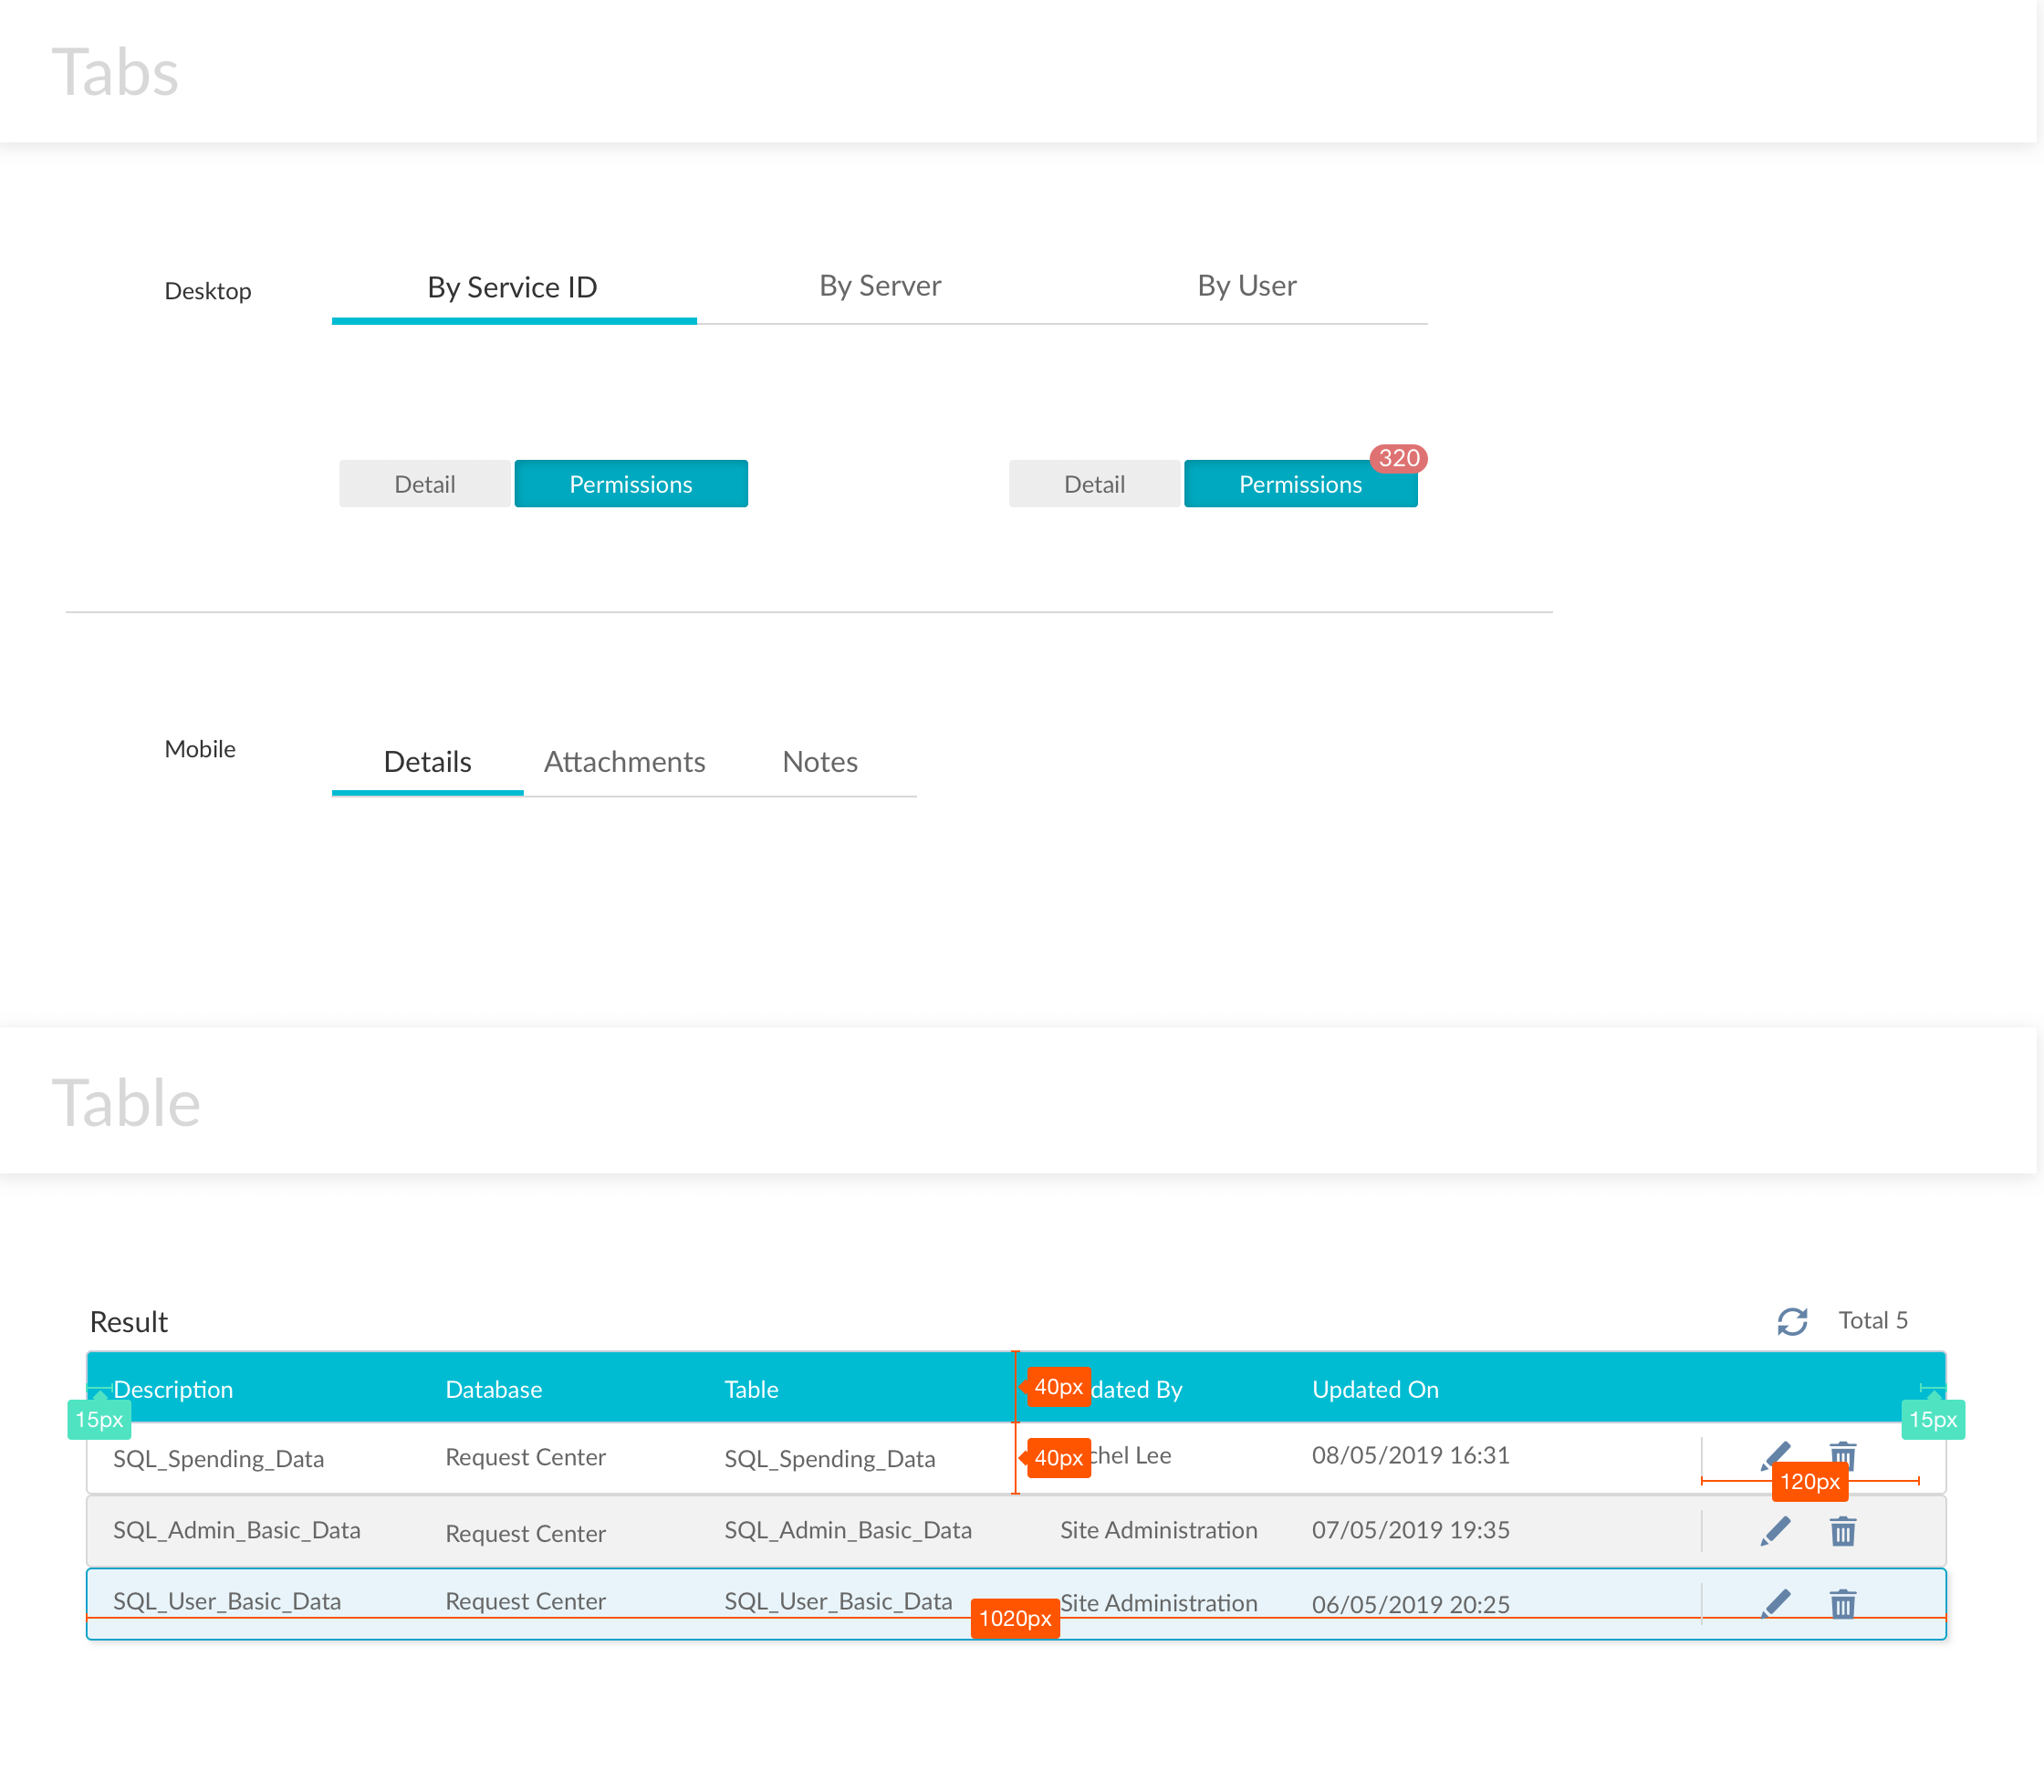 Tabs
Desktop
By Service ID
By Server
By User
Detail
Permissions
Detail
Permissions
320
Mobile
Details
Attachments
Notes
Table
Result
Total 5
Description
Database
Table
40px
dated By
Updated On
15px
15px
SQL_Spending_Data
Request Center
SQL_Spending_Data
40px
chel Lee
08/05/2019 16:31
120px
SQL_Admin_Basic_Data
Request Center
SQL_Admin_Basic_Data
Site Administration
07/05/2019 19:35
SQL_User_Basic_Data
Request Center
SQL_User_Basic_Data
Site Administration
06/05/2019 20:25
1020px